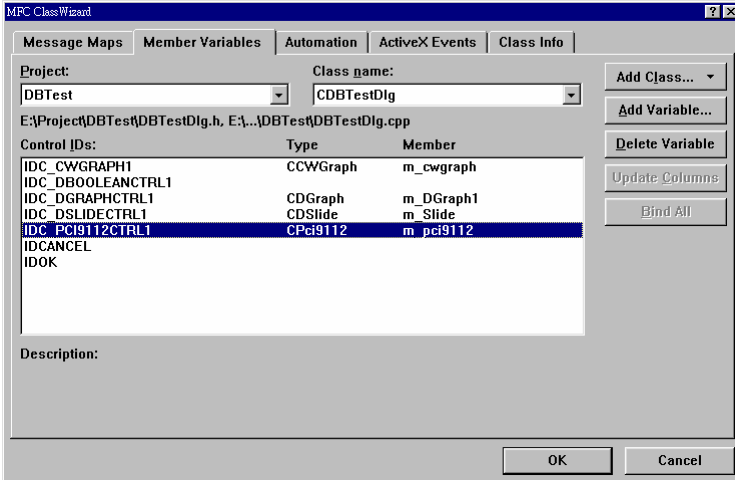 MFC ClassWizard
Message Maps Member Variables Automation ActiveX Events Class Info
Project: Class name:
DBTest CDBTestDlg
Add Class...
Add Variable...
Delete Variable
Update Columns
Bind All
E:\Project\DBTest\DBTestDlg.h, E:\...\DBTest\DBTestDlg.cpp
Control IDs: Type Member
IDC_CWGRAPH1 CCWGraph m_cwgraph
IDC_DBOOLEANCTRL1
IDC_DGRAPHCTRL1 CDGraph m_DGraph1
IDC_DSLIDECTRL1 CDSlide m_Slide
IDC_PCI9112CTRL1 CPci9112 m_pci9112
IDCANCEL
IDOK
Description:
OK Cancel